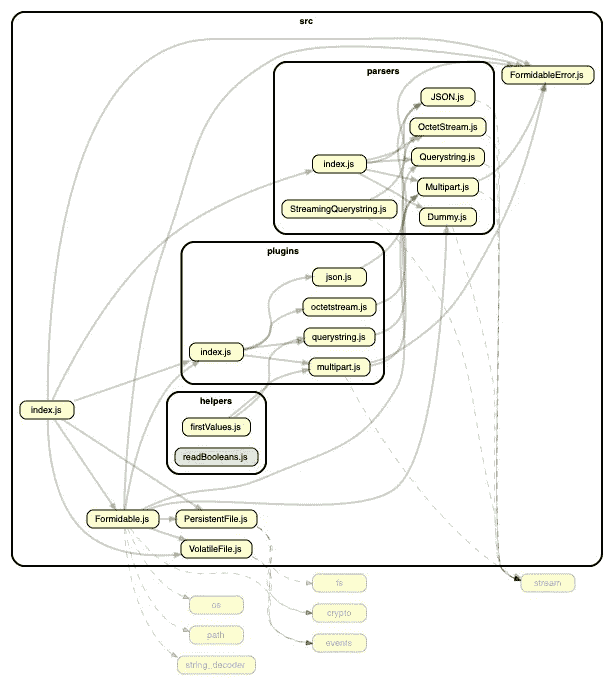 src
FormidableError.js
parsers
JSON.js
OctetStream.js
Querystring.js
index.js
Multipart.js
StreamingQuerystring.js
Dummy.js
plugins
json.js
octetstream.js
querystring.js
index.js
multipart.js
helpers
index.js
firstValues.js
readBooleans.js
Formidable.js
PersistentFile.js
VolatileFile.js
fs
stream
os
crypto
path
events
string_decoder